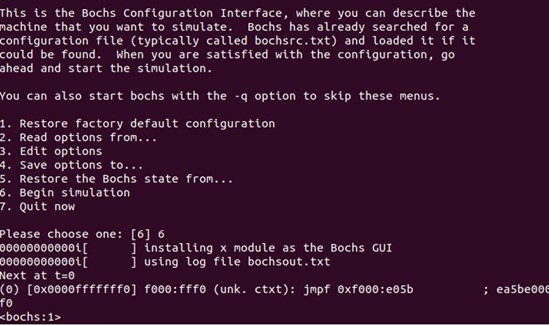 This is the Bochs Configuration Interface, where you can describe the
machine that you want to simulate.  Bochs has already searched for a
configuration file (typically called bochsrc.txt) and loaded it if it
could be found.  When you are satisfied with the configuration, go
ahead and start the simulation.

You can also start bochs with the -q option to skip these menus.

1. Restore factory default configuration
2. Read options from...
3. Edit options
4. Save options to...
5. Restore the Bochs state from...
6. Begin simulation
7. Quit now

Please choose one: [6] 6
00000000000i[      ] installing x module as the Bochs GUI
00000000000i[      ] using log file bochsout.txt
Next at t=0
(0) [0x0000fffffff0] f000:fff0 (unk. ctxt): jmpf 0xf000:e05b          ; ea5be000
f0
<bochs:1>